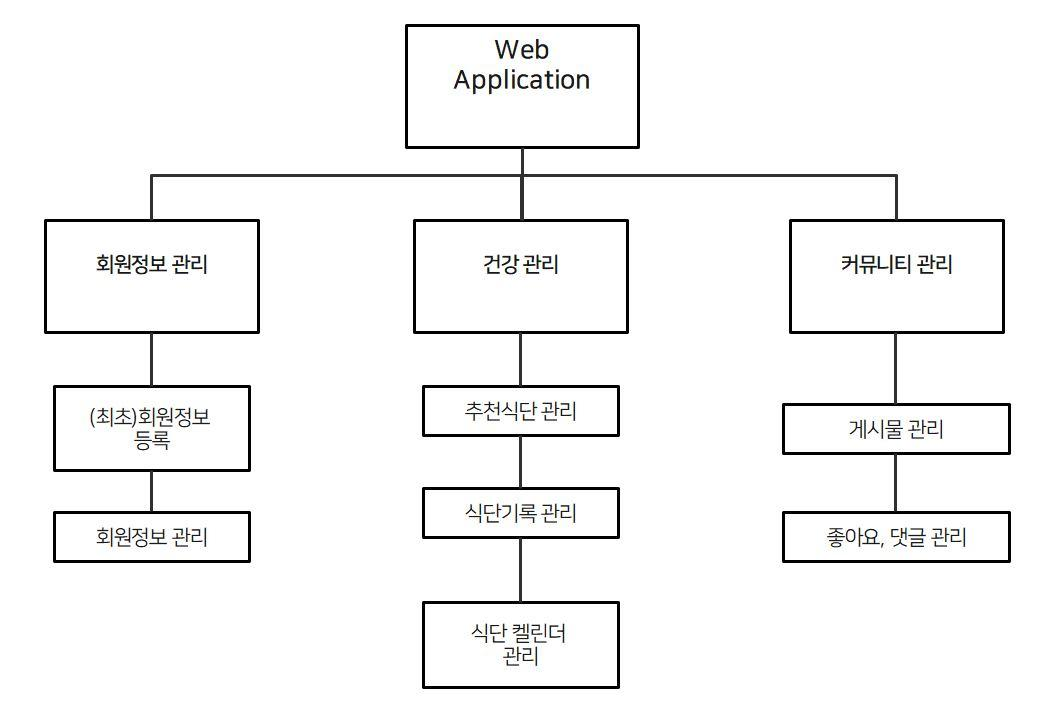 Web
Application
회원정보 관리
건강 관리
커뮤니티 관리
(최초)회원정보
등록
회원정보 관리
추천식단 관리
식단기록 관리
식단 켈린더
관리
게시물 관리
좋아요, 댓글 관리